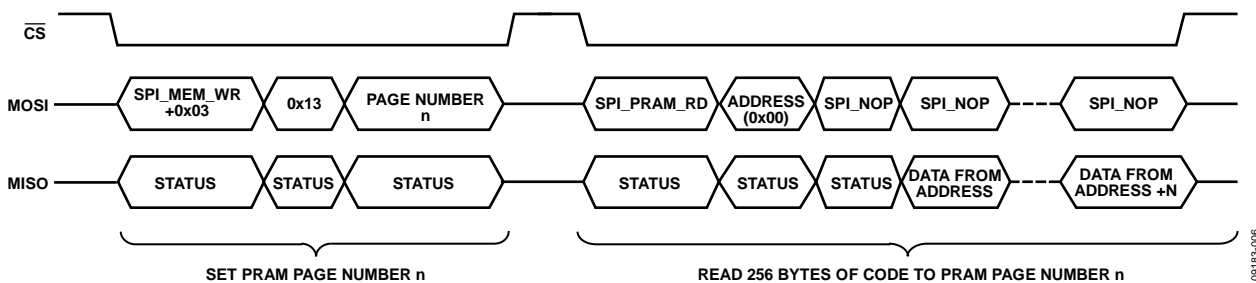 CS
MOSI
SPI_MEM_WR
+0x03
0x13
PAGE NUMBER
n
SPI_PRAM_RD
ADDRESS
(0x00)
SPI_NOP
SPI_NOP
SPI_NOP
MISO
STATUS
STATUS
STATUS
STATUS
STATUS
STATUS
DATA FROM
ADDRESS
DATA FROM
ADDRESS +N
SET PRAM PAGE NUMBER n
READ 256 BYTES OF CODE TO PRAM PAGE NUMBER n
09183-006